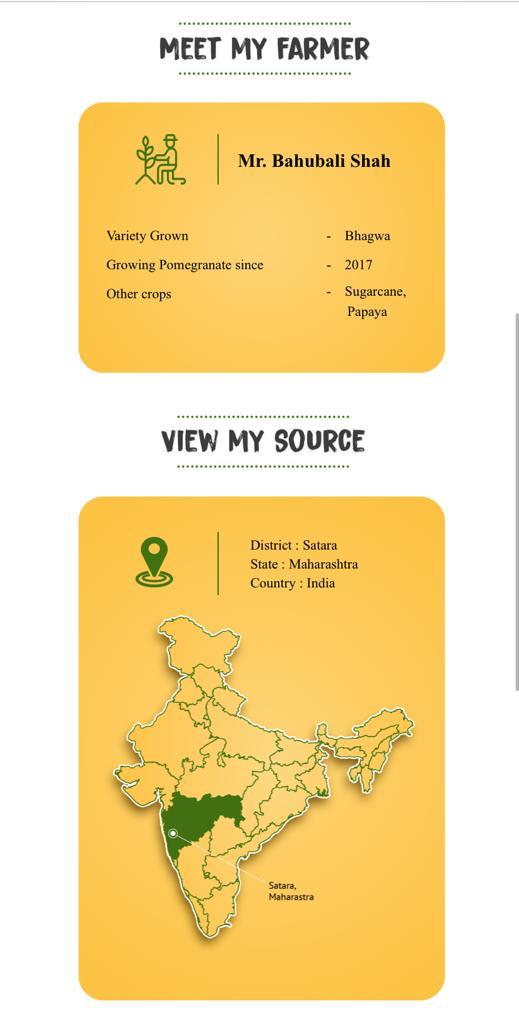 MEET MY FARMER
Mr. Bahubali Shah
Variety Grown - Bhagwa
Growing Pomegranate since - 2017
Other crops - Sugarcane,
Papaya
VIEW MY SOURCE
District : Satara
State : Maharashtra
Country : India
Satara,
Maharastra